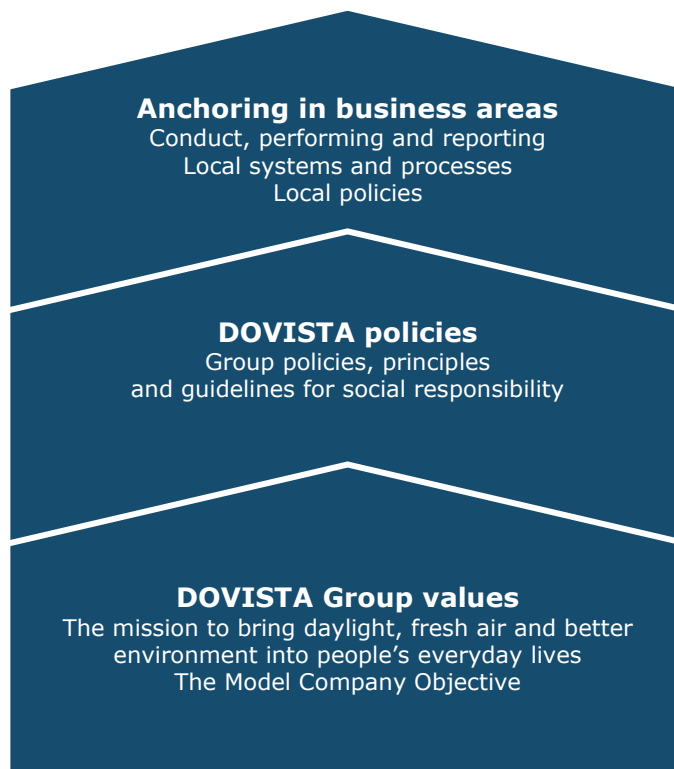 Anchoring in business areas
Conduct, performing and reporting
Local systems and processes
Local policies
DOVISTA policies
Group policies, principles
and guidelines for social responsibility
DOVISTA Group values
The mission to bring daylight, fresh air and better
environment into people’s everyday lives
The Model Company Objective